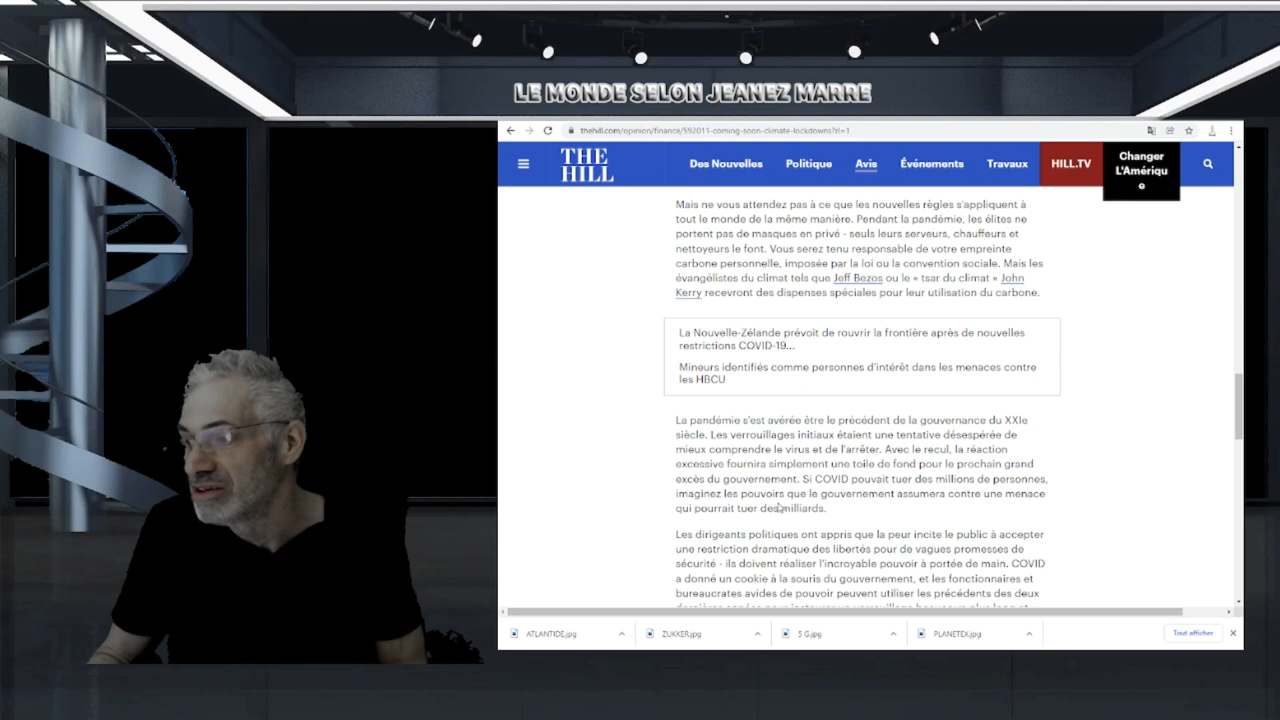 LE MONDE SELON JEANEZ MARRE
thehill.com/opinion/finance/592011-coming-soon-climate-lockdowns?rl=1
THE
HILL
Des Nouvelles
Politique
Avis
Événements
Travaux
HILL.TV
Changer
L'Amériqu
e
Mais ne vous attendez pas à ce que les nouvelles règles s'appliquent à
tout le monde de la même manière. Pendant la pandémie, les élites ne
portent pas de masques en privé - seuls leurs serveurs, chauffeurs et
nettoyeurs le font. Vous serez tenu responsable de votre empreinte
carbone personnelle, imposée par la loi ou la convention sociale. Mais les
évangélistes du climat tels que Jeff Bezos ou le « tsar du climat » John
Kerry recevront des dispenses spéciales pour leur utilisation du carbone.
La Nouvelle-Zélande prévoit de rouvrir la frontière après de nouvelles
restrictions COVID-19...
Mineurs identifiés comme personnes d'intérêt dans les menaces contre
les HBCU
La pandémie s'est avérée être le précédent de la gouvernance du XXIe
siècle. Les verrouillages initiaux étaient une tentative désespérée de
mieux comprendre le virus et de l'arrêter. Avec le recul, la réaction
excessive fournira simplement une toile de fond pour le prochain grand
excès du gouvernement. Si COVID pouvait tuer des millions de personnes,
imaginez les pouvoirs que le gouvernement assumera contre une menace
qui pourrait tuer des milliards.
Les dirigeants politiques ont appris que la peur incite le public à accepter
une restriction dramatique des libertés pour de vagues promesses de
sécurité - ils doivent réaliser l'incroyable pouvoir à portée de main. COVID
a donné un cookie à la souris du gouvernement, et les fonctionnaires et
bureaucrates avides de pouvoir peuvent utiliser les précédents des deux
ATLANTIDE.jpg
ZUKKER.jpg
5 G.jpg
PLANETEX.jpg
Tout afficher